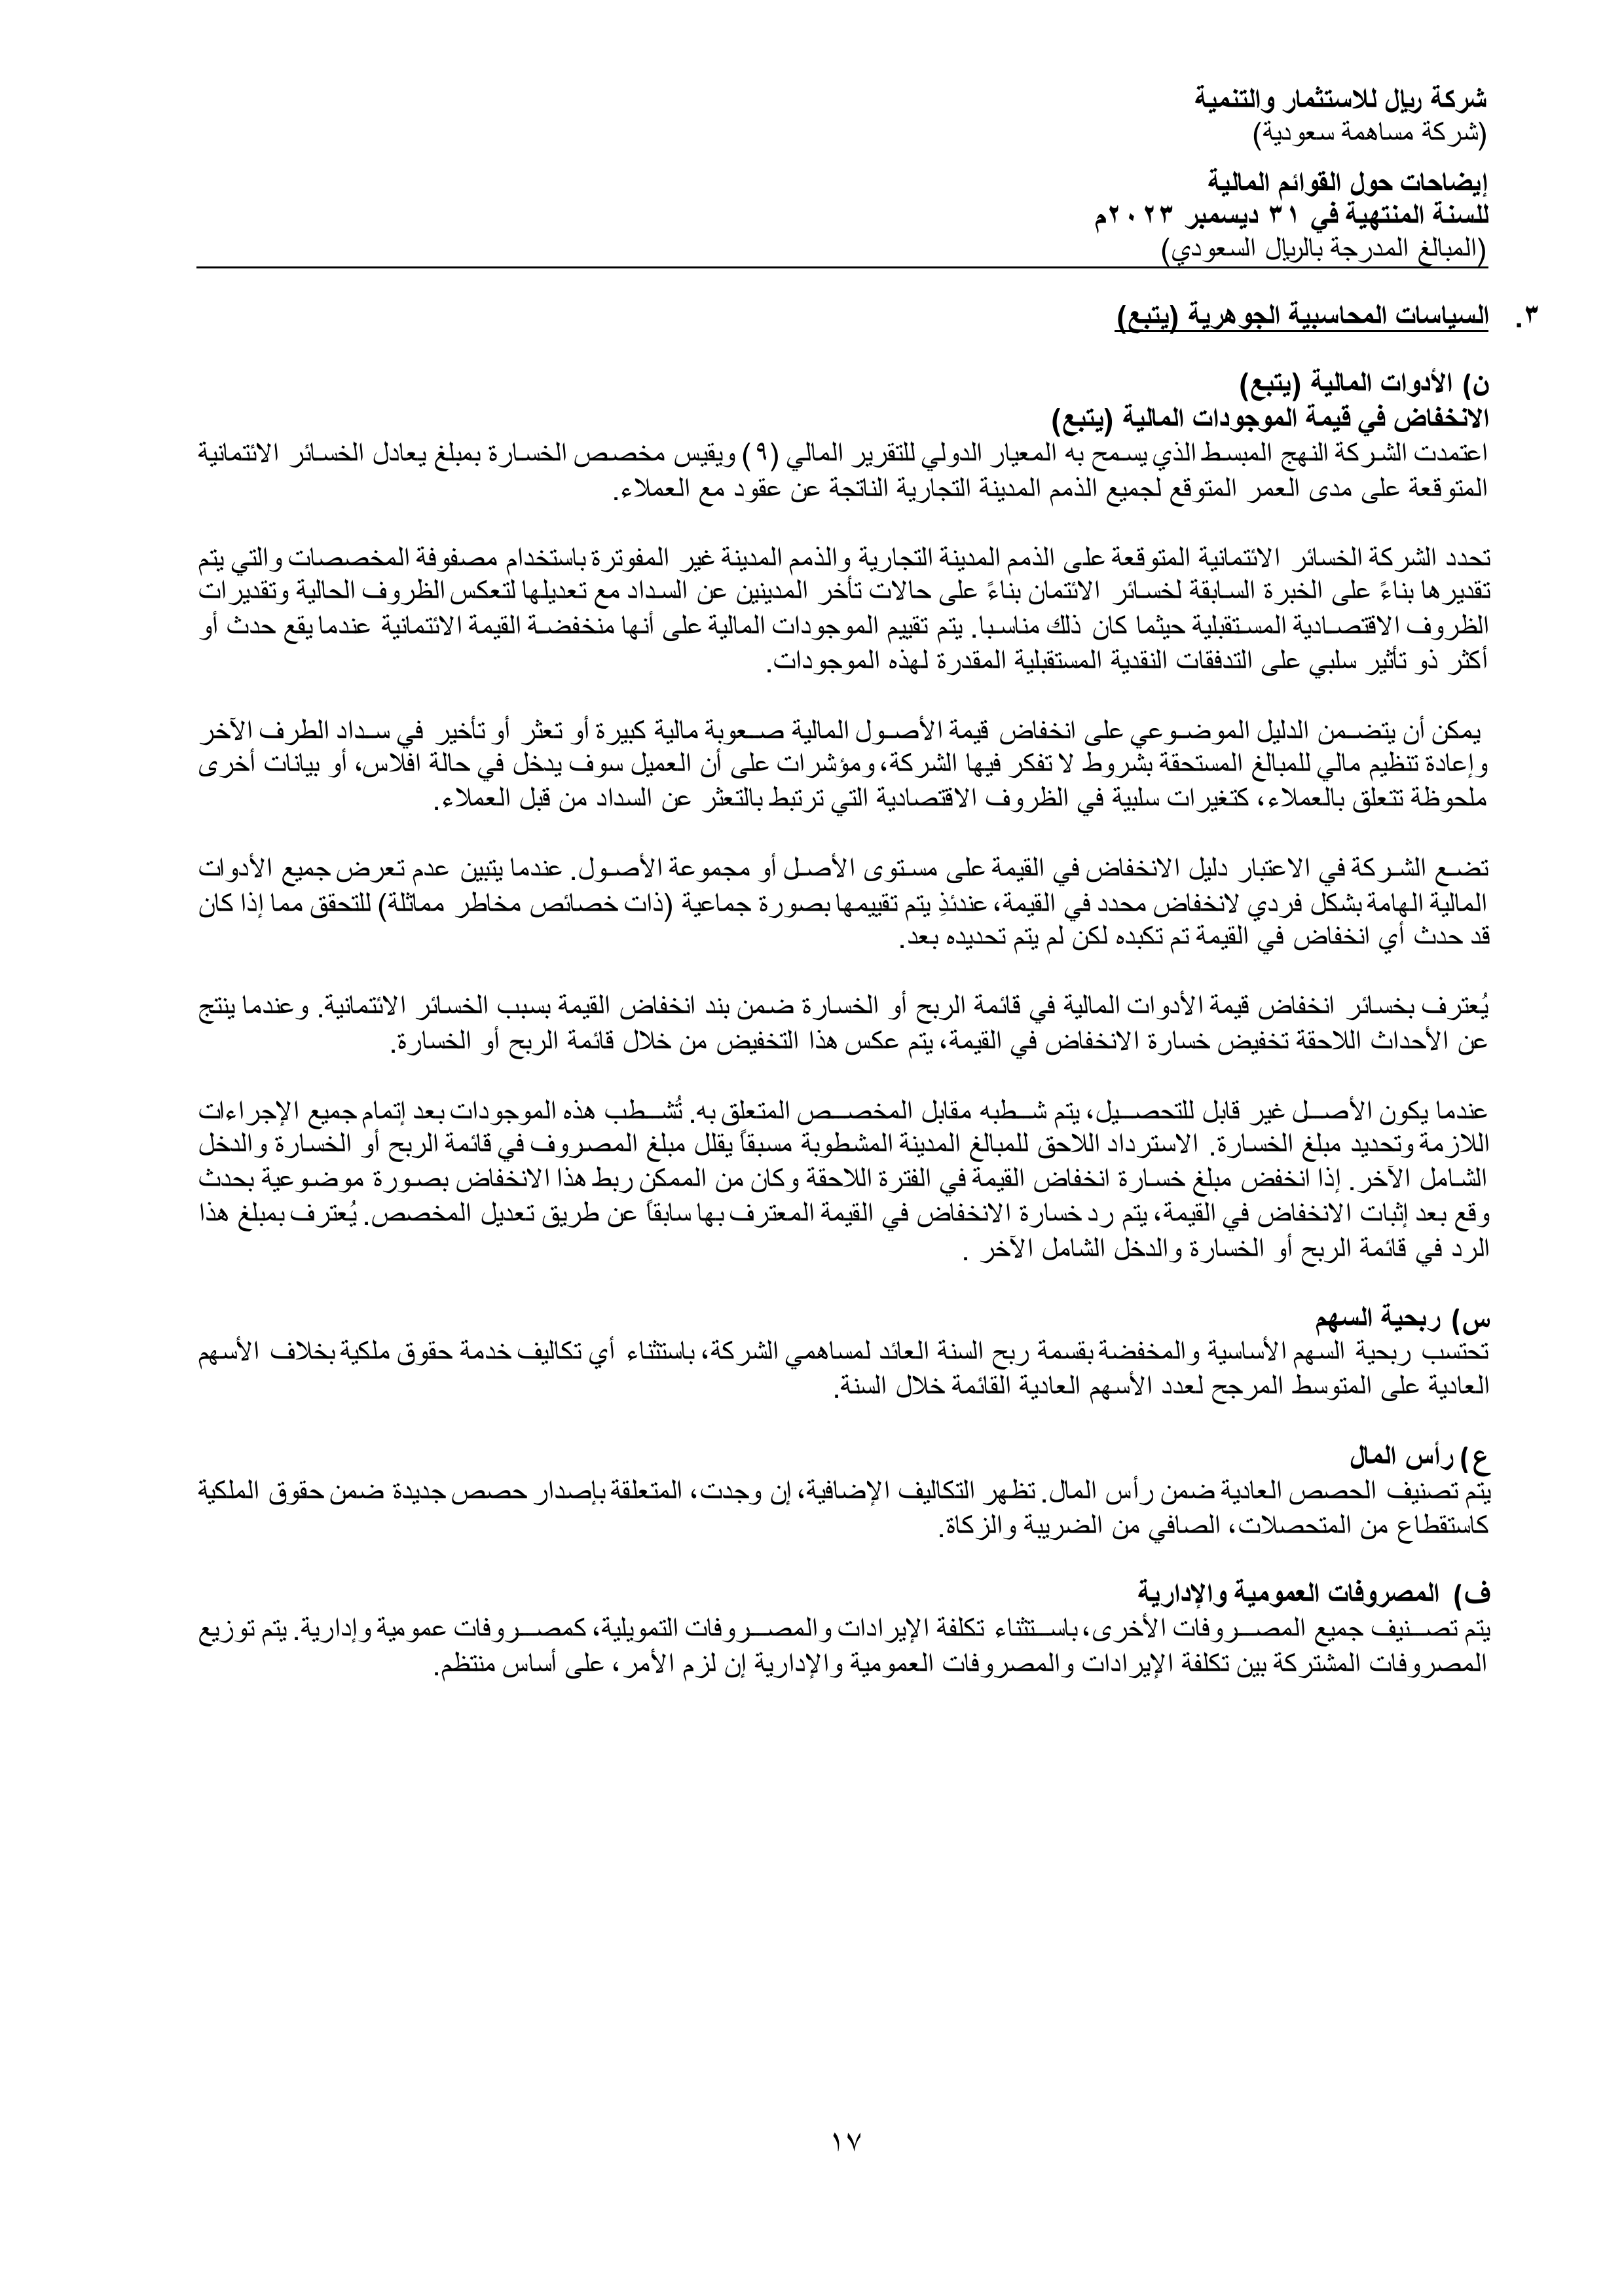 شركة ريال للاستثمار والتنمية
(شركة مساهمة سعودية)
إيضاحات حول القوائم المالية
للسنة المنتهية في ٣١ ديسمبر ٢٠٢٣م
(المبالغ المدرجة بالريال السعودي)
٣. السياسات المحاسبية الجوهرية (يتبع)
ن) الأدوات المالية (يتبع)
الانخفاض في قيمة الموجودات المالية (يتبع)
اعتمدت الشركة النهج المبسط الذي يسمح به المعيار الدولي للتقرير المالي (٩) ويقيس مخصص الخسارة بمبلغ يعادل الخسائر الائتمانية
المتوقعة على مدى العمر المتوقع لجميع الذمم المدينة التجارية الناتجة عن عقود مع العملاء.
تحدد الشركة الخسائر الائتمانية المتوقعة على الذمم المدينة التجارية والذمم المدينة غير المفوترة باستخدام مصفوفة المخصصات والتي يتم
تقديرها بناءً على الخبرة السابقة لخسائر الائتمان بناءً على حالات تأخر المدينين عن السداد مع تعديلها لتعكس الظروف الحالية وتقديرات
الظروف الاقتصادية المستقبلية حيثما كان ذلك مناسبا. يتم تقييم الموجودات المالية على أنها منخفضة القيمة الائتمانية عندما يقع حدث أو
أكثر ذو تأثير سلبي على التدفقات النقدية المستقبلية المقدرة لهذه الموجودات.
يمكن أن يتضمن الدليل الموضوعي على انخفاض قيمة الأصول المالية صعوبة مالية كبيرة أو تعثر أو تأخير في سداد الطرف الآخر
وإعادة تنظيم مالي للمبالغ المستحقة بشروط لا تفكر فيها الشركة، ومؤشرات على أن العميل سوف يدخل في حالة افلاس، أو بيانات أخرى
ملحوظة تتعلق بالعملاء، كتغيرات سلبية في الظروف الاقتصادية التي ترتبط بالتعثر عن السداد من قبل العملاء.
تضع الشركة في الاعتبار دليل الانخفاض في القيمة على مستوى الأصل أو مجموعة الأصول. عندما يتبين عدم تعرض جميع الأدوات
المالية الهامة بشكل فردي لانخفاض محدد في القيمة، عندئذِ يتم تقييمها بصورة جماعية (ذات خصائص مخاطر مماثلة) للتحقق مما إذا كان
قد حدث أي انخفاض في القيمة تم تكبده لكن لم يتم تحديده بعد.
يُعترف بخسائر انخفاض قيمة الأدوات المالية في قائمة الربح أو الخسارة ضمن بند انخفاض القيمة بسبب الخسائر الائتمانية. وعندما ينتج
عن الأحداث اللاحقة تخفيض خسارة الانخفاض في القيمة، يتم عكس هذا التخفيض من خلال قائمة الربح أو الخسارة.
عندما يكون الأصل غير قابل للتحصيل، يتم شطبه مقابل المخصص المتعلق به. تُشطب هذه الموجودات بعد إتمام جميع الإجراءات
اللازمة وتحديد مبلغ الخسارة. الاسترداد اللاحق للمبالغ المدينة المشطوبة مسبقاً يقلل مبلغ المصروف في قائمة الربح أو الخسارة والدخل
الشامل الآخر. إذا انخفض مبلغ خسارة انخفاض القيمة في الفترة اللاحقة وكان من الممكن ربط هذا الانخفاض بصورة موضوعية بحدث
وقع بعد إثبات الانخفاض في القيمة، يتم رد خسارة الانخفاض في القيمة المعترف بها سابقاً عن طريق تعديل المخصص. يُعترف بمبلغ هذا
الرد في قائمة الربح أو الخسارة والدخل الشامل الآخر .
س) ربحية السهم
تحتسب ربحية السهم الأساسية والمخفضة بقسمة ربح السنة العائد لمساهمي الشركة، باستثناء أي تكاليف خدمة حقوق ملكية بخلاف الأسهم
العادية على المتوسط المرجح لعدد الأسهم العادية القائمة خلال السنة.
ع) رأس المال
يتم تصنيف الحصص العادية ضمن رأس المال. تظهر التكاليف الإضافية، إن وجدت، المتعلقة بإصدار حصص جديدة ضمن حقوق الملكية
كاستقطاع من المتحصلات، الصافي من الضريبة والزكاة.
ف) المصروفات العمومية والإدارية
يتم تصنيف جميع المصروفات الأخرى، باستثناء تكلفة الإيرادات والمصروفات التمويلية، كمصروفات عمومية وإدارية. يتم توزيع
المصروفات المشتركة بين تكلفة الإيرادات والمصروفات العمومية والإدارية إن لزم الأمر، على أساس منتظم.
١٧